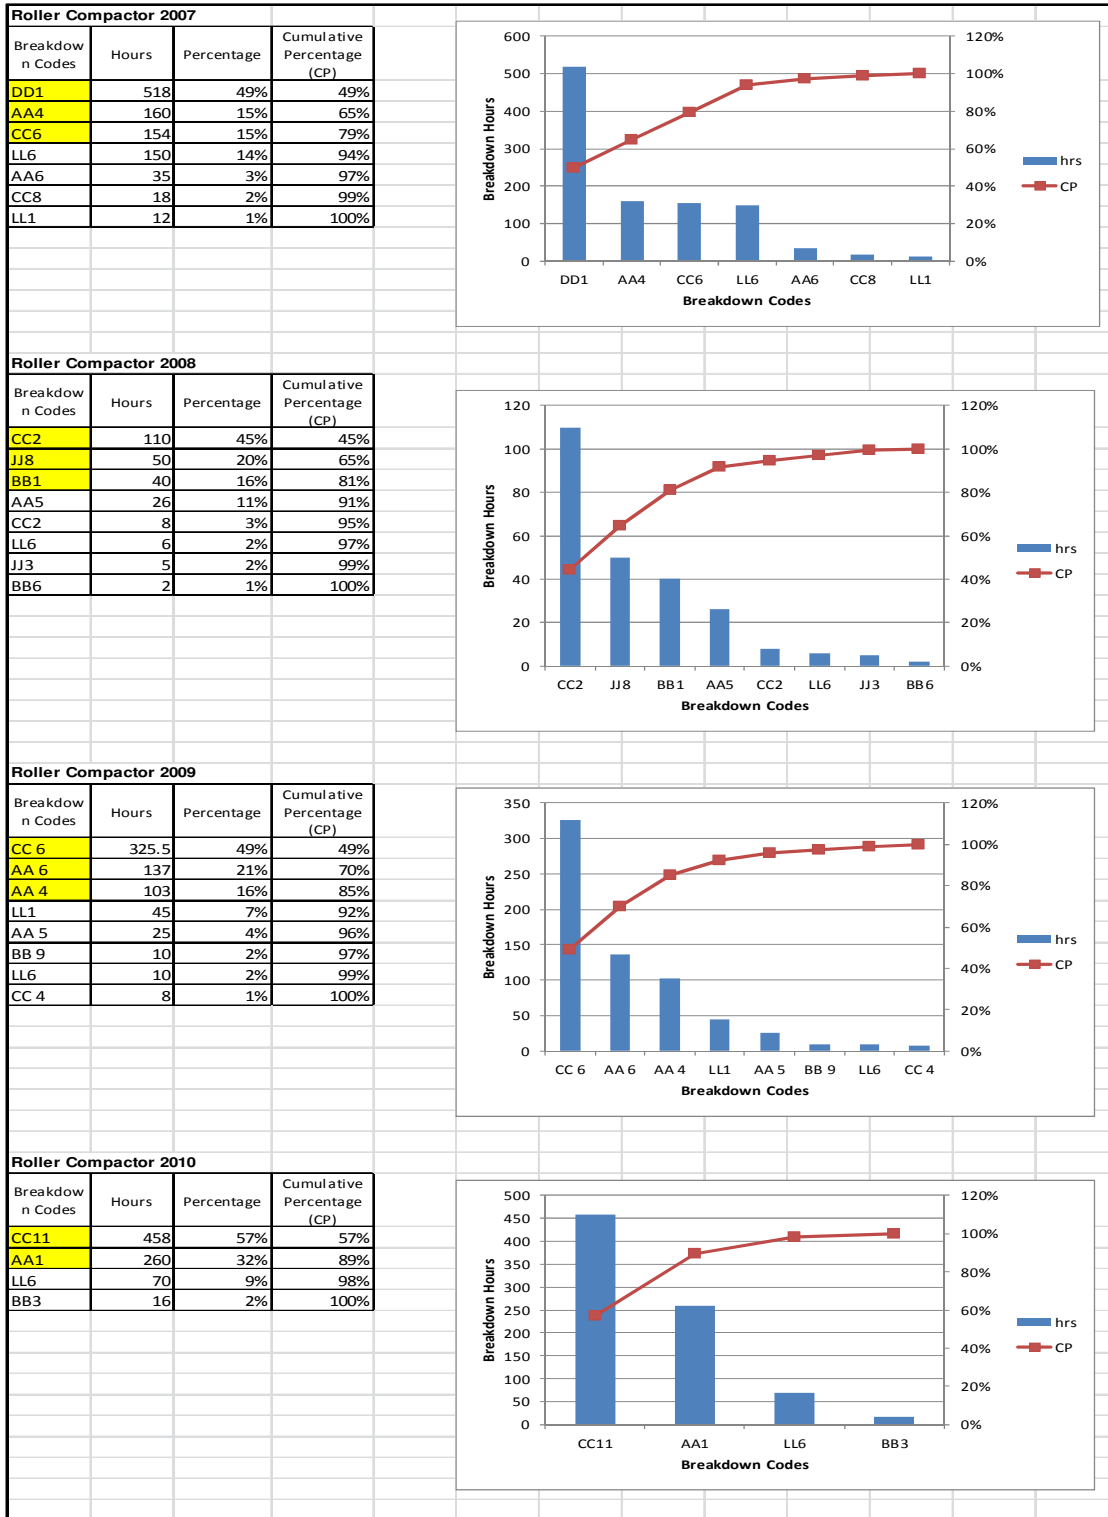 Roller Compactor 2007
Breakdow
n Codes
Hours
Percentage
Cumulative
Percentage
(CP)
DD1 518 49% 49%
AA4 160 15% 65%
CC6 154 15% 79%
LL6 150 14% 94%
AA6 35 3% 97%
CC8 18 2% 99%
LL1 12 1% 100%
600 120%
500 100%
400 80%
300 60%
200 40%
100 20%
0 0%
Breakdown Hours
hrs
CP
DD1 AA4 CC6 LL6 AA6 CC8 LL1
Breakdown Codes
Roller Compactor 2008
Breakdow
n Codes
Hours
Percentage
Cumulative
Percentage
(CP)
CC2 110 45% 45%
JJ8 50 20% 65%
BB1 40 16% 81%
AA5 26 11% 91%
CC2 8 3% 95%
LL6 6 2% 97%
JJ3 5 2% 99%
BB6 2 1% 100%
120 120%
100 100%
80 80%
60 60%
40 40%
20 20%
0 0%
Breakdown Hours
hrs
CP
CC2 JJ8 BB1 AA5 CC2 LL6 JJ3 BB6
Breakdown Codes
Roller Compactor 2009
Breakdow
n Codes
Hours
Percentage
Cumulative
Percentage
(CP)
CC 6 325.5 49% 49%
AA 6 137 21% 70%
AA 4 103 16% 85%
LL1 45 7% 92%
AA 5 25 4% 96%
BB 9 10 2% 97%
LL6 10 2% 99%
CC 4 8 1% 100%
350 120%
300 100%
250 80%
200 60%
150 40%
100 20%
50 0%
0
Breakdown Hours
hrs
CP
CC 6 AA 6 AA 4 LL1 AA 5 BB 9 LL6 CC 4
Breakdown Codes
Roller Compactor 2010
Breakdow
n Codes
Hours
Percentage
Cumulative
Percentage
(CP)
CC11 458 57% 57%
AA1 260 32% 89%
LL6 70 9% 98%
BB3 16 2% 100%
500 120%
450 100%
400 80%
350 60%
300 40%
250 20%
200 0%
150
100
50
0
Breakdown Hours
hrs
CP
CC11 AA1 LL6 BB3
Breakdown Codes